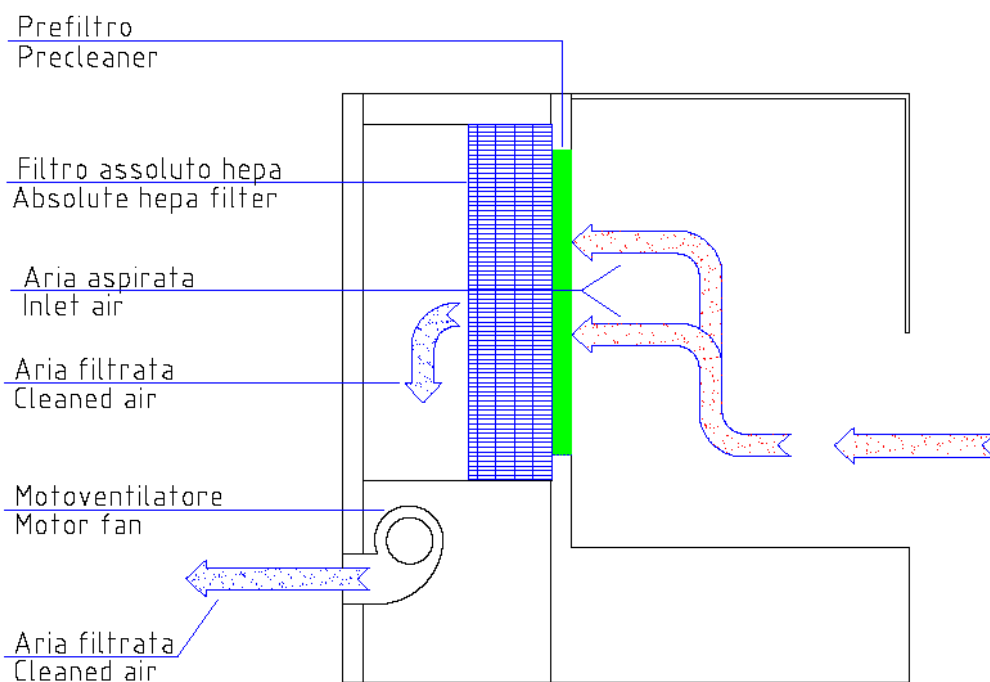 Prefiltro
Precleaner
Filtro assoluto hepa
Absolute hepa filter
Aria aspirata
Inlet air
Aria filtrata
Cleaned air
Motoventilatore
Motor fan
Aria filtrata
Cleaned air